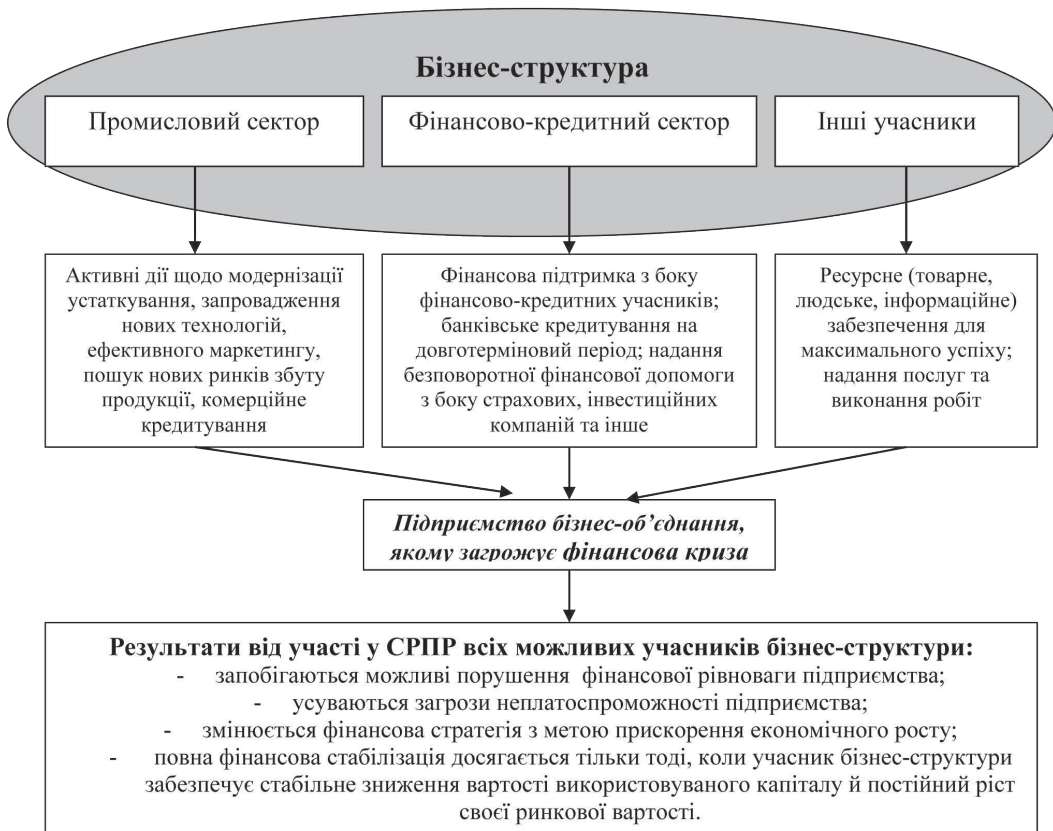 Бізнес-структура
Промисловий сектор
Фінансово-кредитний сектор
Інші учасники
Активні дії щодо модернізації
устаткування, запровадження
нових технологій,
ефективного маркетингу,
пошук нових ринків збуту
продукції, комерційне
кредитування
Фінансова підтримка з боку
фінансово-кредитних учасників;
банківське кредитування на
довготерміновий період; надання
безповоротної фінансової допомоги
з боку страхових, інвестиційних
компаній та інше
Ресурсне (товарне,
людське, інформаційне)
забезпечення для
максимального успіху;
надання послуг та
виконання робіт
Підприємство бізнес-об’єднання,
якому загрожує фінансова криза
Результати від участі у СРПР всіх можливих учасників бізнес-структури:
- запобігаються можливі порушення фінансової рівноваги підприємства;
- усуваються загрози неплатоспроможності підприємства;
- змінюється фінансова стратегія з метою прискорення економічного росту;
- повна фінансова стабілізація досягається тільки тоді, коли учасник бізнес-структури
забезпечує стабільне зниження вартості використовуваного капіталу й постійний ріст
своєї ринкової вартості.